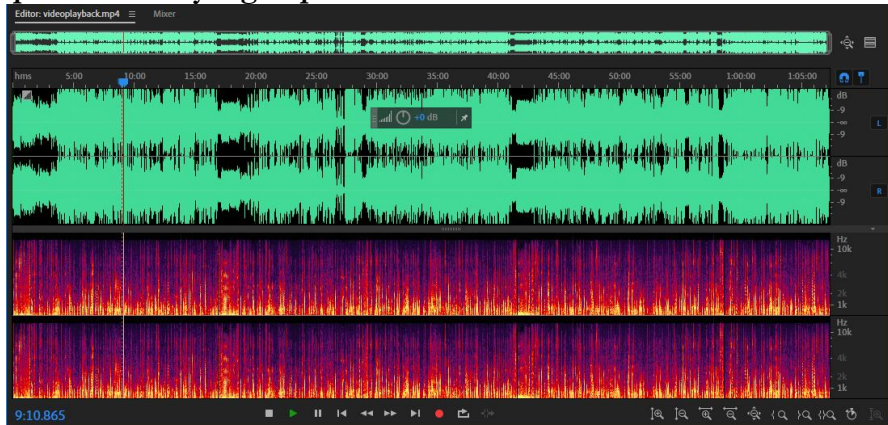 Editor: videoplayback.mp4 Mixer
hms 5:00 10:00 15:00 20:00 25:00 30:00 35:00 40:00 45:00 50:00 55:00 1:00:00 1:05:00
dB
-9
-∞
-9
L
+0 dB
dB
-9
-∞
-9
R
Hz
10k
4k
2k
1k
Hz
10k
4k
2k
1k
9:10.865